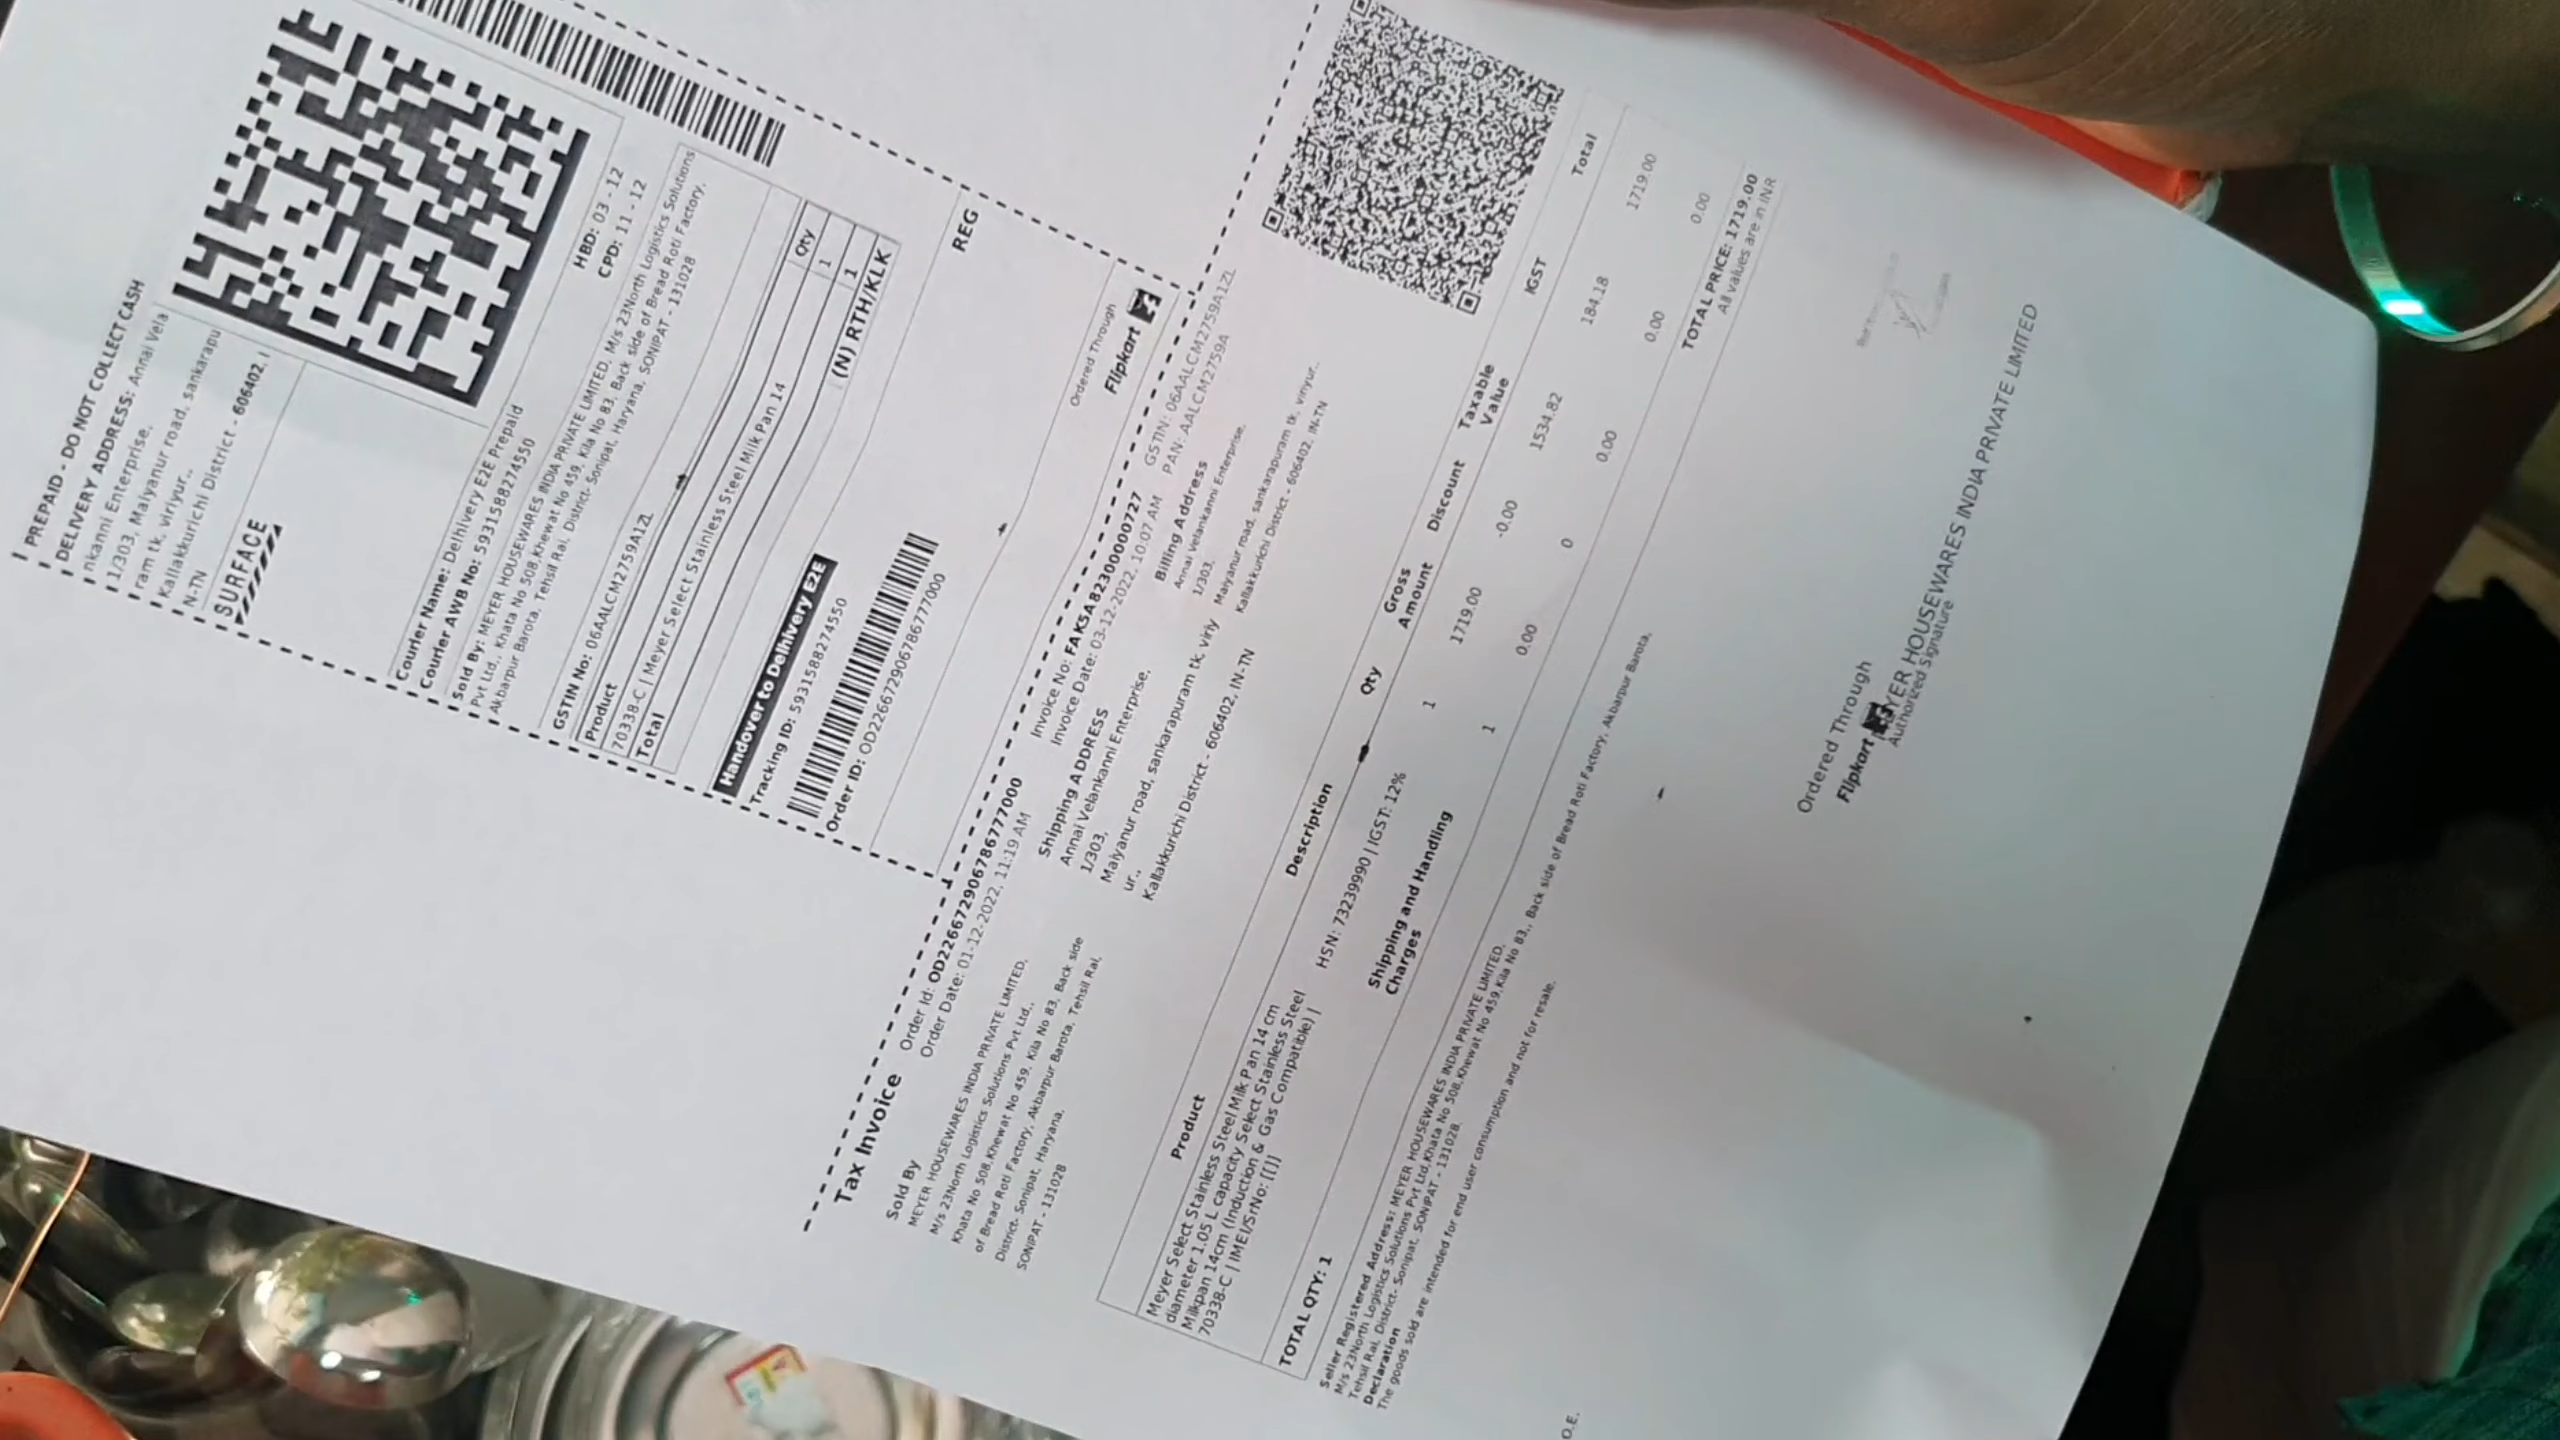 PREPAID - DO NOT COLLECT CASH
DELIVERY ADDRESS: Annai Vela
nkanni Enterprise,
1/303, Maiyanur road, sankarapu
ram tk, viriyur.,
Kallakkurichi District - 606402, I
N-TN
SURFACE
HBD: 03 - 12
CPD: 11 - 12
Courier Name: Delhivery E2E Prepaid
Courier AWB No: 59315882745​50
Sold By: MEYER HOUSEWARES INDIA PRIVATE LIMITED, M/s 23North Logistics Solutions
Pvt Ltd., Khata No 508,Khewat No 459, Kila No 83, Back side of Bread Roti Factory,
Akbarpur Barota, Tehsil Rai, District- Sonipat, Haryana, SONIPAT - 131028
GSTIN No: 06AALCM2759A1ZL
Product Qty
70338-C | Meyer Select Stainless Steel Milk Pan 14 1
Total 1
Handover to Delhivery E2E
(N) RTH/KLK
Tracking ID: 5931588274550
Order ID: OD226672906786777000
REG
Ordered Through
Flipkart
Tax Invoice
Order Id: OD226672906786777000
Order Date: 01-12-2022, 11:19 AM
Invoice No: FAK5A82300000727
Invoice Date: 03-12-2022, 10:07 AM
GSTIN: 06AALCM2759A1ZL
PAN: AALCM2759A
Sold By
MEYER HOUSEWARES INDIA PRIVATE LIMITED,
M/s 23North Logistics Solutions Pvt Ltd.,
Khata No 508,Khewat No 459, Kila No 83, Back side
of Bread Roti Factory, Akbarpur Barota, Tehsil Rai,
District- Sonipat, Haryana,
SONIPAT - 131028
Shipping ADDRESS
Annai Velankanni Enterprise,
1/303,
Maiyanur road, sankarapuram tk, viriy
ur.,
Kallakkurichi District - 606402, IN-TN
Billing Address
Annai Velankanni Enterprise,
1/303,
Maiyanur road, sankarapuram tk, viriyur.,
Kallakkurichi District - 606402, IN-TN
Product Description Qty Gross Amount Discount Taxable Value IGST Total
Meyer Select Stainless Steel Milk Pan 14 cm
diameter 1.05 L capacity Select Stainless Steel
Milkpan 14cm (Induction & Gas Compatible) |
70338-C | IMEI/SrNo: [[]]
HSN: 73239990 | IGST: 12% 1 1719.00 -0.00 1534.82 184.18 1719.00
Shipping and Handling
Charges
1 0.00 0 0.00 0.00 0.00
TOTAL QTY: 1
TOTAL PRICE: 1719.00
All values are in INR
Seller Registered Address: MEYER HOUSEWARES INDIA PRIVATE LIMITED,
M/s 23North Logistics Solutions Pvt Ltd,Khata No 508,Khewat No 459,Kila No 83,, Back side of Bread Roti Factory, Akbarpur Barota,
Tehsil Rai, District- Sonipat, SONIPAT - 131028.
Declaration
The goods sold are intended for end user consumption and not for resale.
Ordered Through
Flipkart
MEYER HOUSEWARES INDIA PRIVATE LIMITED
Authorized Signature
O.E.